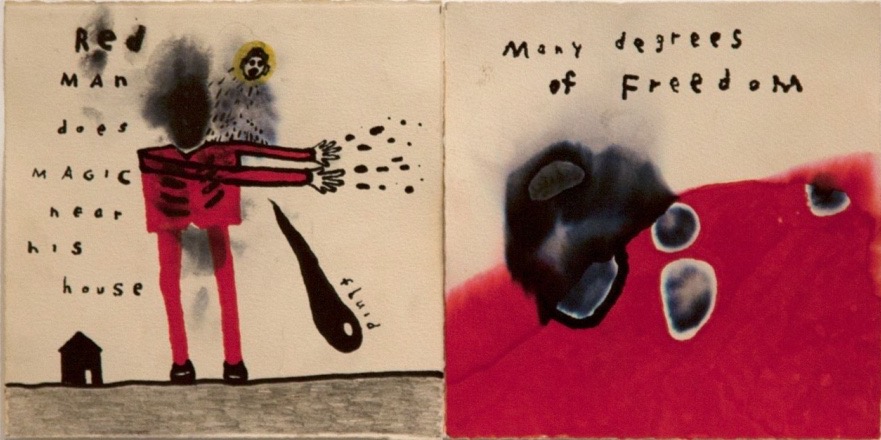 Red
MAn
does
MAGIC
near
his
house
fluid
Many degrees
of FreedoM